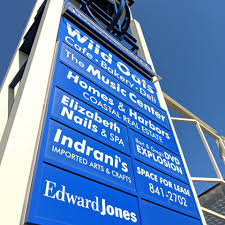 Wild Oats
Cafe • Bakery • Deli
The Music Center
Homes & Harbors
COASTAL REAL ESTATE
Elizabeth
Nails & SPA
DVD
EXPLOSION
Indrani's
IMPORTED ARTS & CRAFTS
SPACE FOR LEASE
841-2702
Edward Jones